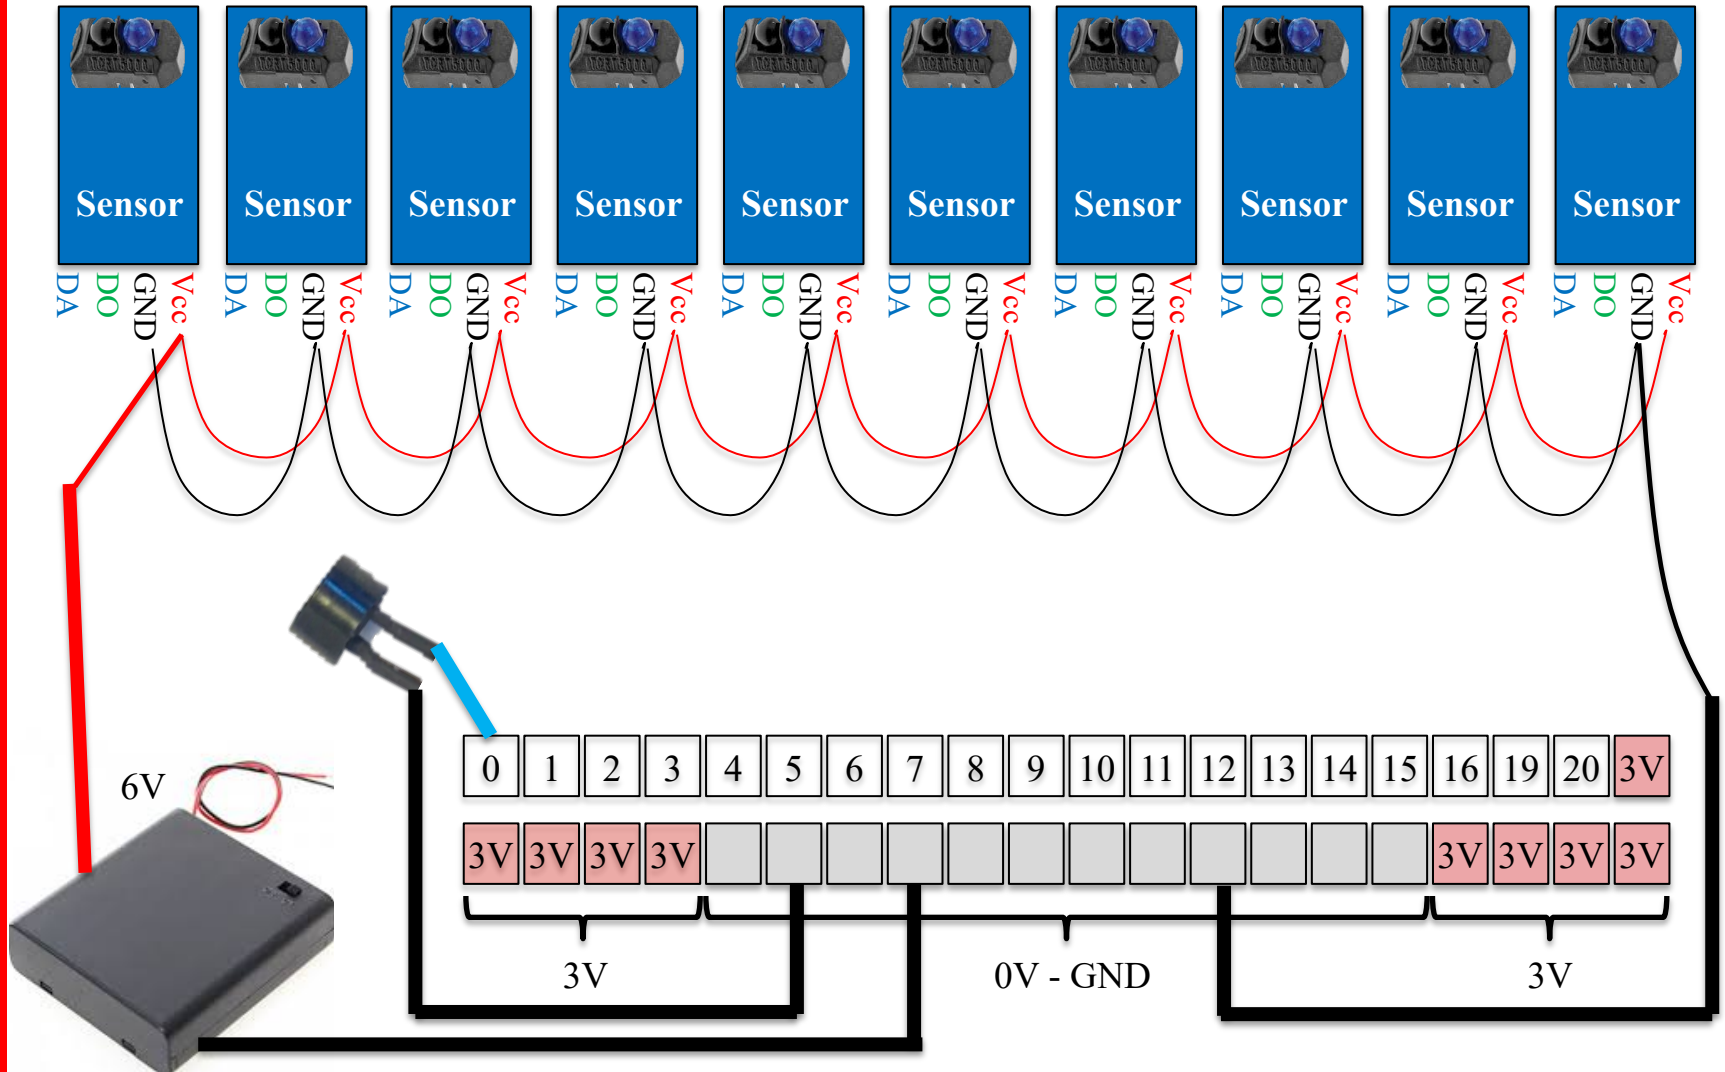 Sensor Sensor Sensor Sensor Sensor Sensor Sensor Sensor Sensor Sensor
DA DO GND Vcc DA DO GND Vcc DA DO GND Vcc DA DO GND Vcc DA DO GND Vcc DA DO GND Vcc DA DO GND Vcc DA DO GND Vcc DA DO GND Vcc DA DO GND Vcc
6V
0 1 2 3 4 5 6 7 8 9 10 11 12 13 14 15 16 19 20 3V
3V 3V 3V 3V 3V 3V 3V 3V
3V 0V - GND 3V